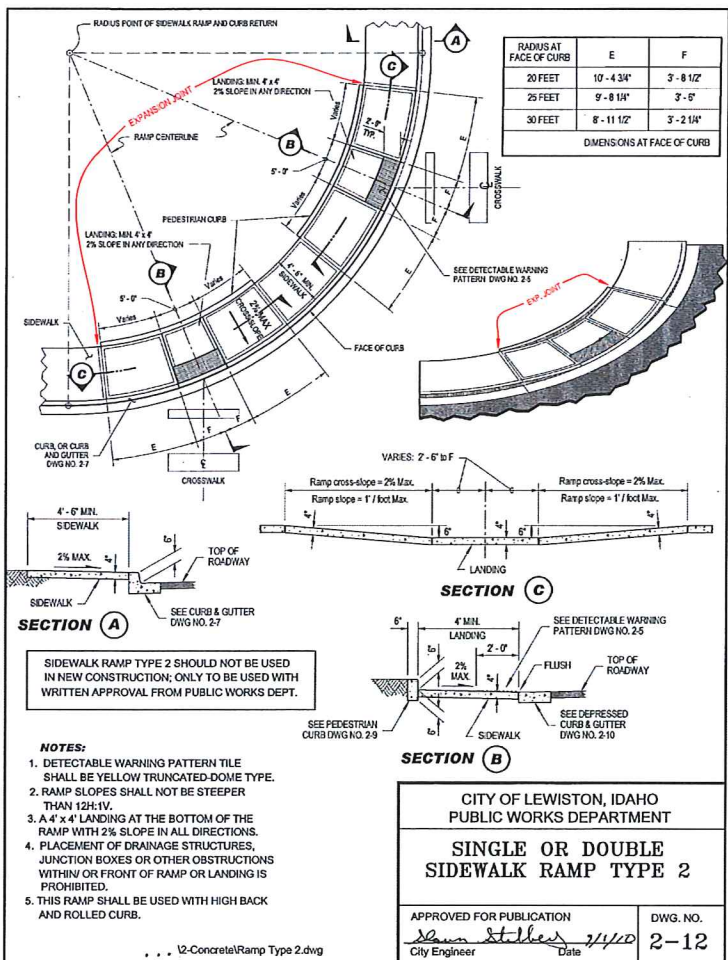 RADIUS POINT OF SIDEWALK RAMP AND CURB RETURN
A
C
LANDING: MIN. 4' x 4'
2% SLOPE IN ANY DIRECTION
EXPANSION JOINT
RAMP CENTERLINE
Varies
2'-0"
TYP.
E
B
5'-0"
F
F
CROSSWALK
Varies
PEDESTRIAN CURB
LANDING: MIN. 4' x 4'
2% SLOPE IN ANY DIRECTION
B
4'-6" MIN.
SIDEWALK
E
SEE DETECTABLE WARNING
PATTERN DWG NO. 2-5
5'-0"
Varies
Varies
2% MAX.
CROSS-SLOPE
SIDEWALK
FACE OF CURB
C
E
F
F
E
CURB, OR CURB
AND GUTTER
DWG NO. 2-7
CROSSWALK
RADIUS AT
FACE OF CURB E F
20 FEET 10'- 4 3/4" 3'- 8 1/2"
25 FEET 9'- 8 1/4" 3'- 6"
30 FEET 8'- 11 1/2" 3'- 2 1/4"
DIMENSIONS AT FACE OF CURB
EXP. JOINT
VARIES: 2'- 6" to F
Ramp cross-slope = 2% Max.
Ramp slope = 1" / foot Max.
Ramp cross-slope = 2% Max.
Ramp slope = 1" / foot Max.
4"
6"
4"
6"
4"
LANDING
SECTION C
4'- 6" MIN.
SIDEWALK
6"
2% MAX.
4"
TOP OF
ROADWAY
SIDEWALK
SEE CURB & GUTTER
DWG NO. 2-7
SECTION A
SIDEWALK RAMP TYPE 2 SHOULD NOT BE USED
IN NEW CONSTRUCTION; ONLY TO BE USED WITH
WRITTEN APPROVAL FROM PUBLIC WORKS DEPT.
6"
4' MIN.
LANDING
SEE DETECTABLE WARNING
PATTERN DWG NO. 2-5
2'- 0"
FLUSH
6"
2%
MAX.
4"
TOP OF
ROADWAY
SEE PEDESTRIAN
CURB DWG NO. 2-9
6"
SIDEWALK
SEE DEPRESSED
CURB & GUTTER
DWG NO. 2-10
SECTION B
NOTES:
1. DETECTABLE WARNING PATTERN TILE
SHALL BE YELLOW TRUNCATED-DOME TYPE.
2. RAMP SLOPES SHALL NOT BE STEEPER
THAN 12H:1V.
3. A 4' x 4' LANDING AT THE BOTTOM OF THE
RAMP WITH 2% SLOPE IN ALL DIRECTIONS.
4. PLACEMENT OF DRAINAGE STRUCTURES,
JUNCTION BOXES OR OTHER OBSTRUCTIONS
WITHIN/ OR FRONT OF RAMP OR LANDING IS
PROHIBITED.
5. THIS RAMP SHALL BE USED WITH HIGH BACK
AND ROLLED CURB.
. . . \2-Concrete\Ramp Type 2.dwg
CITY OF LEWISTON, IDAHO
PUBLIC WORKS DEPARTMENT
SINGLE OR DOUBLE
SIDEWALK RAMP TYPE 2
APPROVED FOR PUBLICATION
City Engineer Date
DWG. NO.
2-12